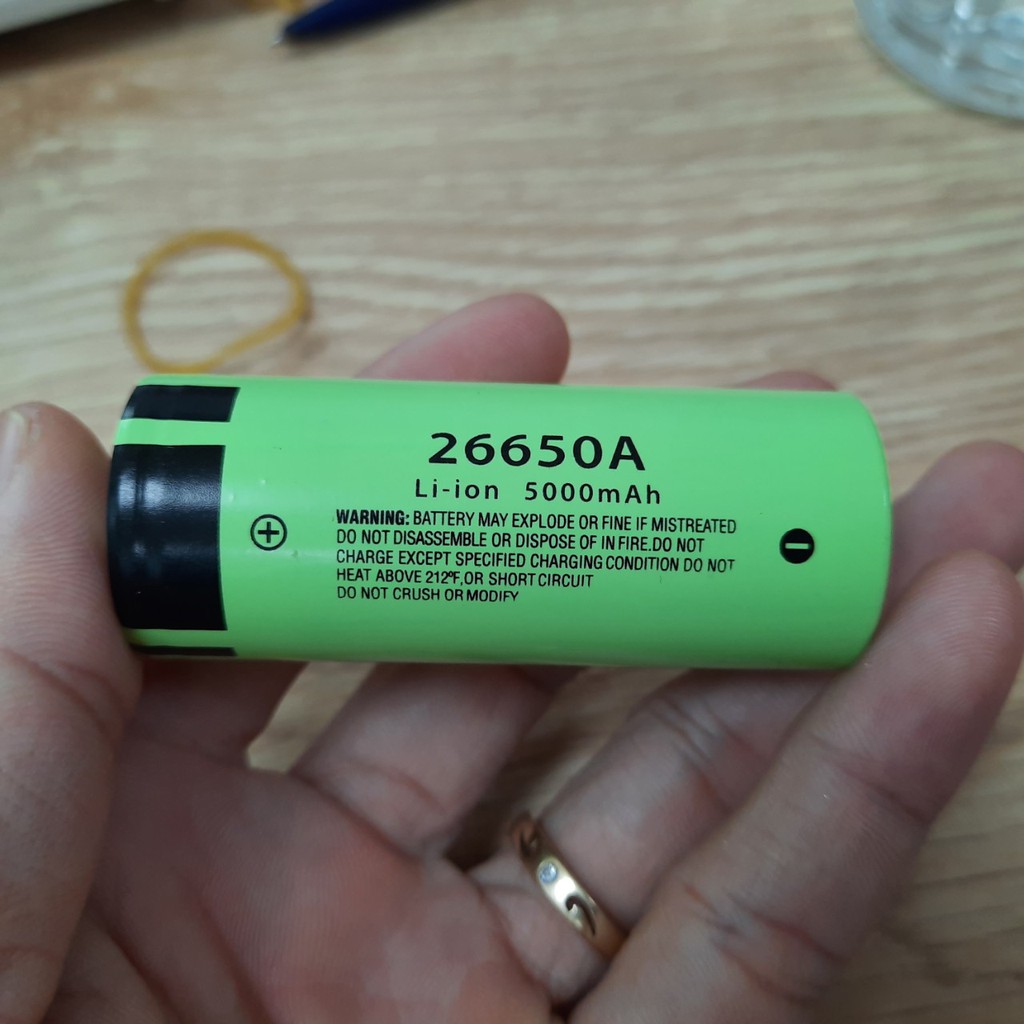 26650A
Li-ion 5000mAh
WARNING: BATTERY MAY EXPLODE OR FINE IF MISTREATED
DO NOT DISASSEMBLE OR DISPOSE OF IN FIRE.DO NOT
CHARGE EXCEPT SPECIFIED CHARGING CONDITION DO NOT
HEAT ABOVE 212℉,OR SHORT CIRCUIT
DO NOT CRUSH OR MODIFY